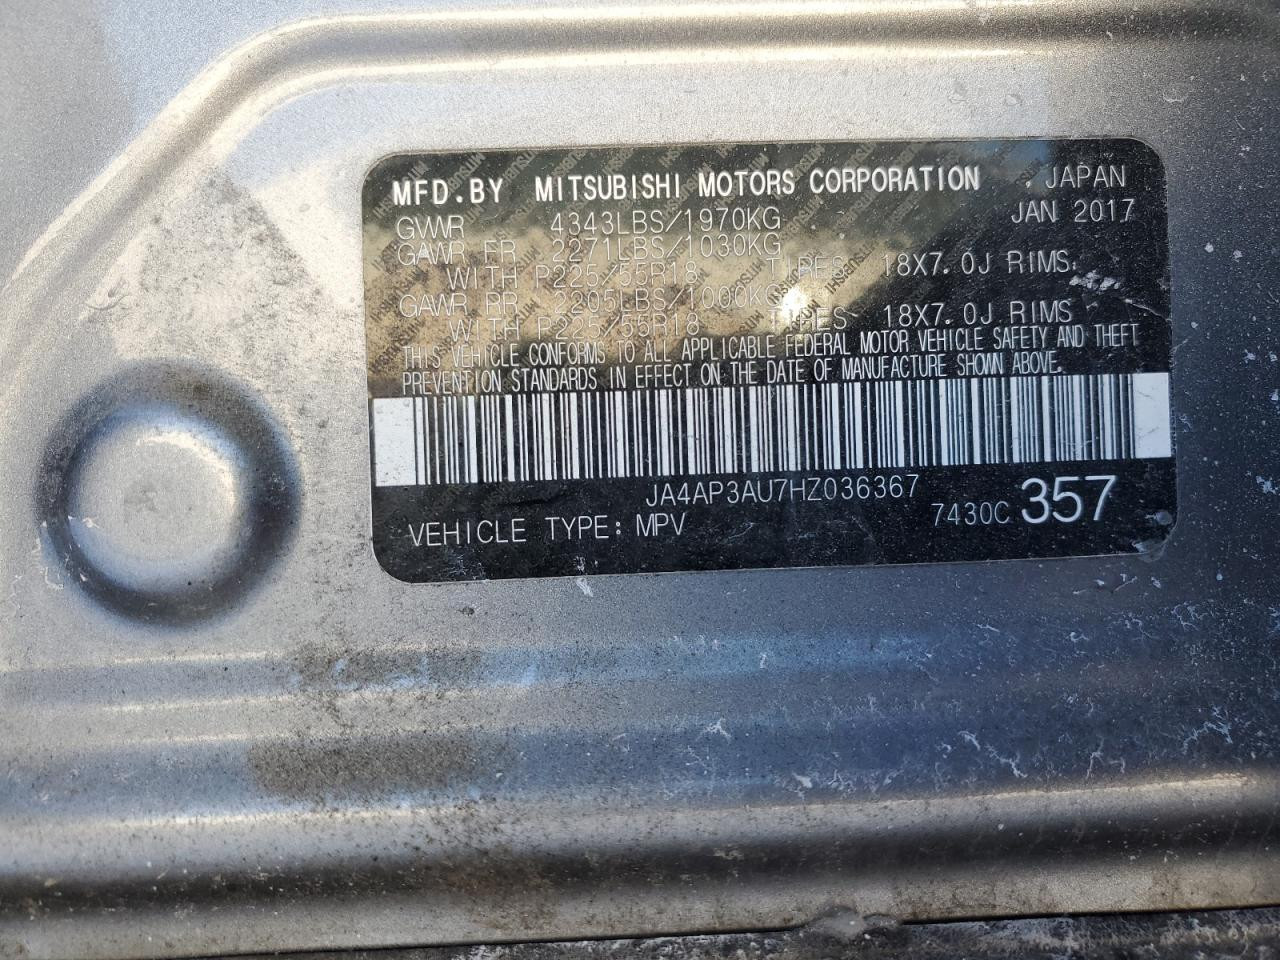 MFD.BY MITSUBISHI MOTORS CORPORATION JAPAN
GVWR 4343LBS/1970KG JAN 2017
GAWR FR 2271LBS/1030KG
WITH P225/55R18 TIRES 18X7.0J RIMS.
GAWR RR 2205LBS/1000KG
WITH P225/55R18 TIRES 18X7.0J RIMS
THIS VEHICLE CONFORMS TO ALL APPLICABLE FEDERAL MOTOR VEHICLE SAFETY AND THEFT
PREVENTION STANDARDS IN EFFECT ON THE DATE OF MANUFACTURE SHOWN ABOVE.
JA4AP3AU7HZ036367
VEHICLE TYPE: MPV 7430C 357